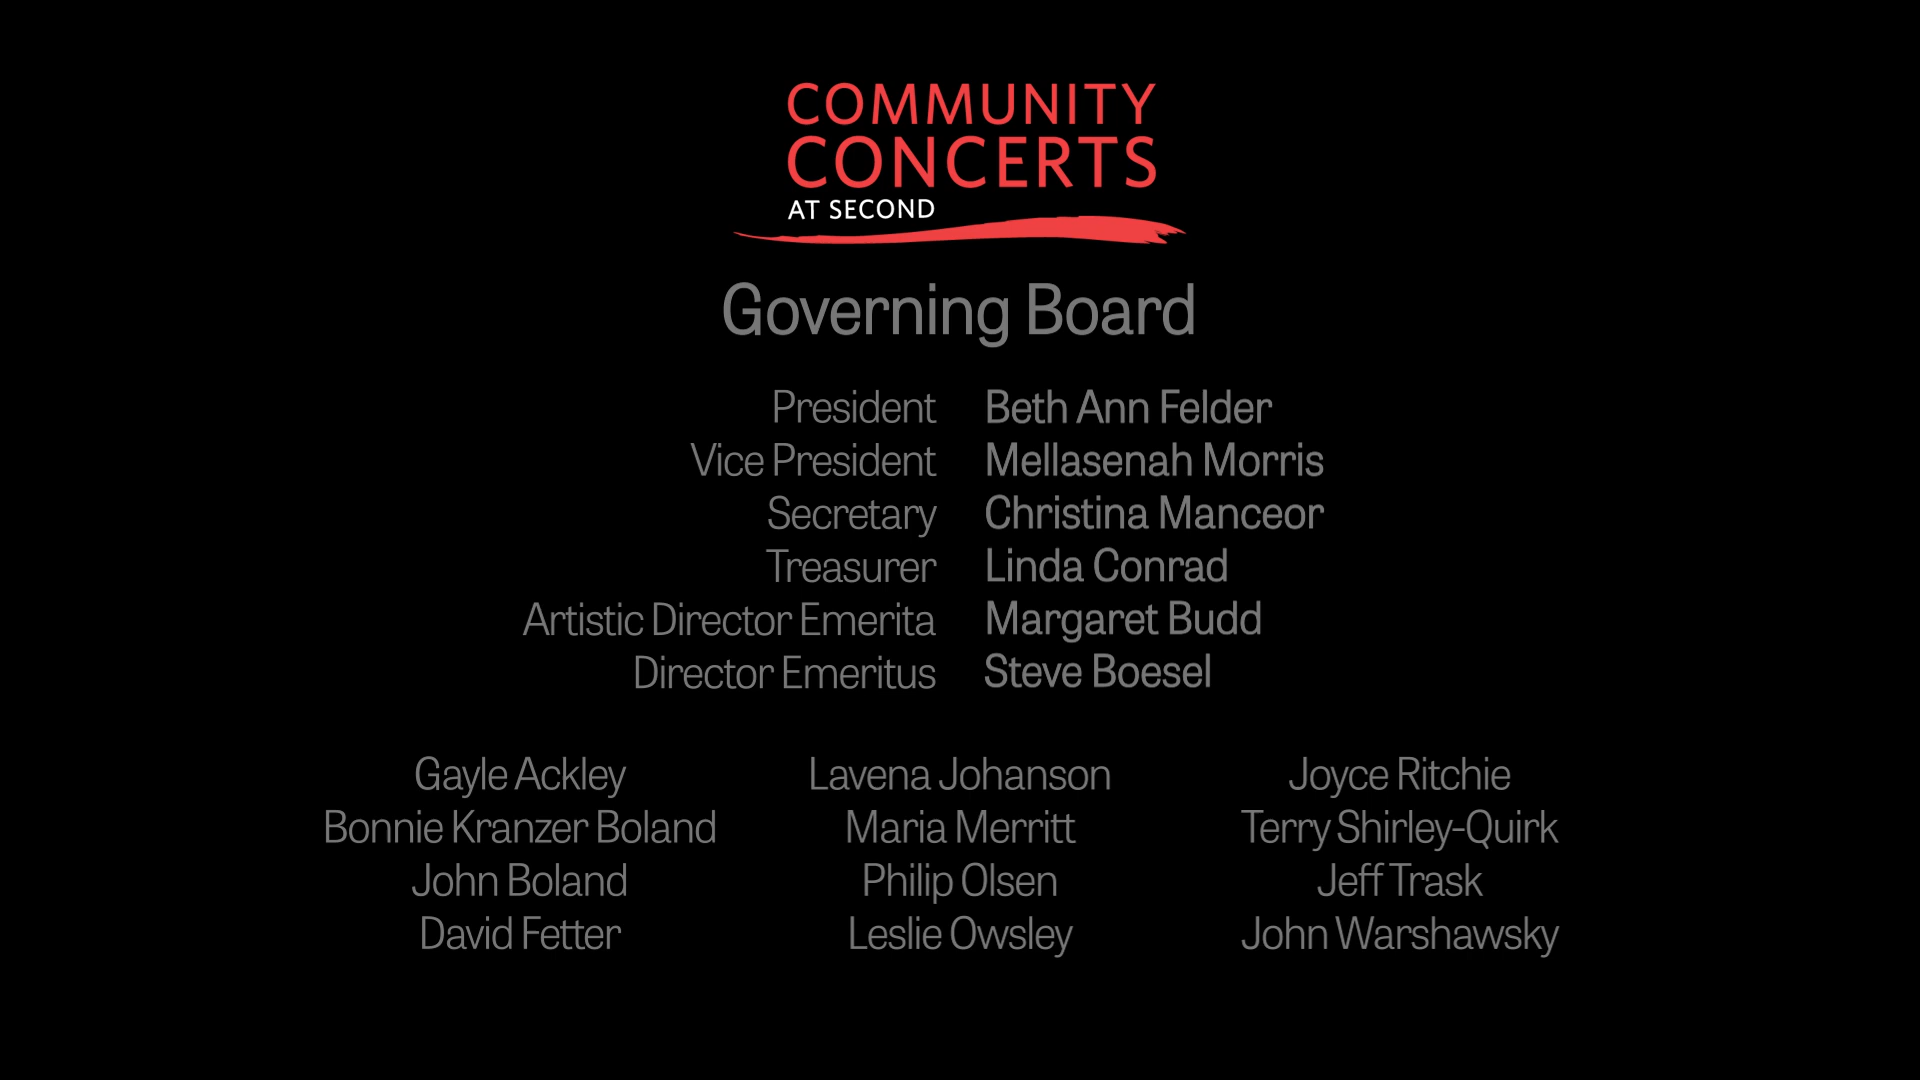 COMMUNITY
CONCERTS
AT SECOND
Governing Board
President Beth Ann Felder
Vice President Mellasenah Morris
Secretary Christina Manceor
Treasurer Linda Conrad
Artistic Director Emerita Margaret Budd
Director Emeritus Steve Boesel
Gayle Ackley Lavena Johanson Joyce Ritchie
Bonnie Kranzer Boland Maria Merritt Terry Shirley-Quirk
John Boland Philip Olsen Jeff Trask
David Fetter Leslie Owsley John Warshawsky